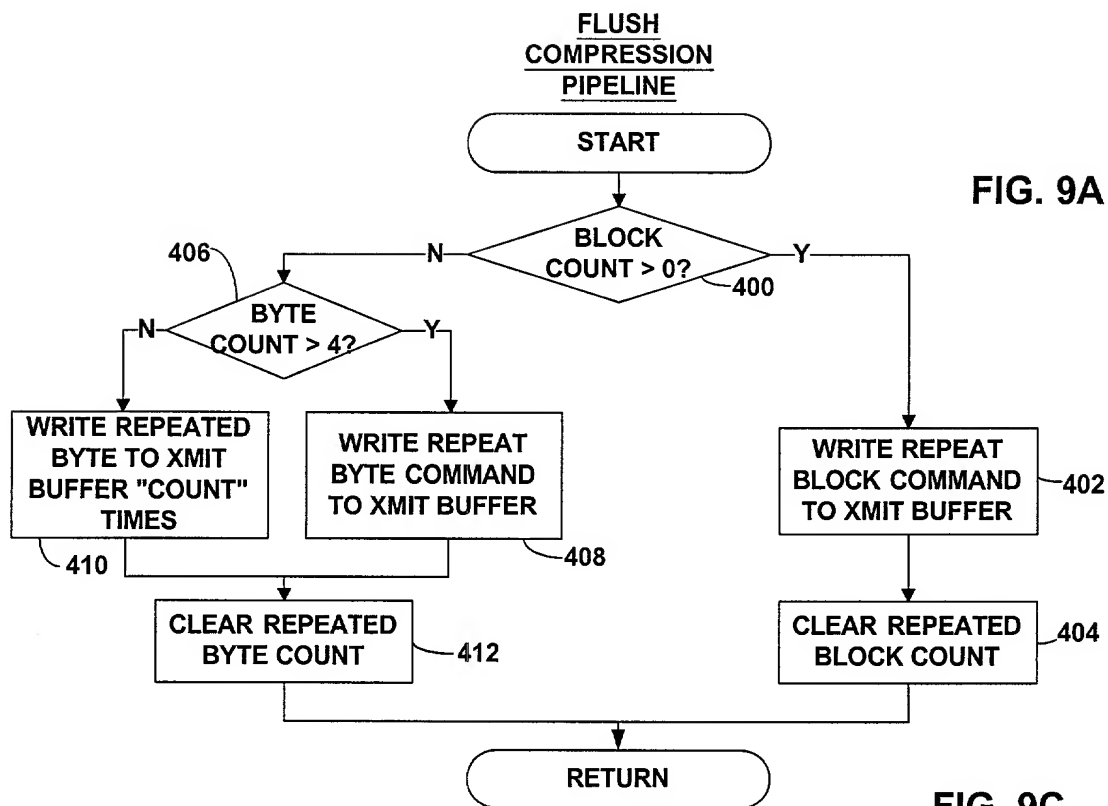 FLUSH
COMPRESSION
PIPELINE
START
FIG. 9A
BLOCK
COUNT > 0?
N
Y
400
406
BYTE
COUNT > 4?
N
Y
WRITE REPEATED
BYTE TO XMIT
BUFFER "COUNT"
TIMES
410
WRITE REPEAT
BYTE COMMAND
TO XMIT BUFFER
408
WRITE REPEAT
BLOCK COMMAND
TO XMIT BUFFER
402
CLEAR REPEATED
BYTE COUNT
412
CLEAR REPEATED
BLOCK COUNT
404
RETURN
FIG. 9C